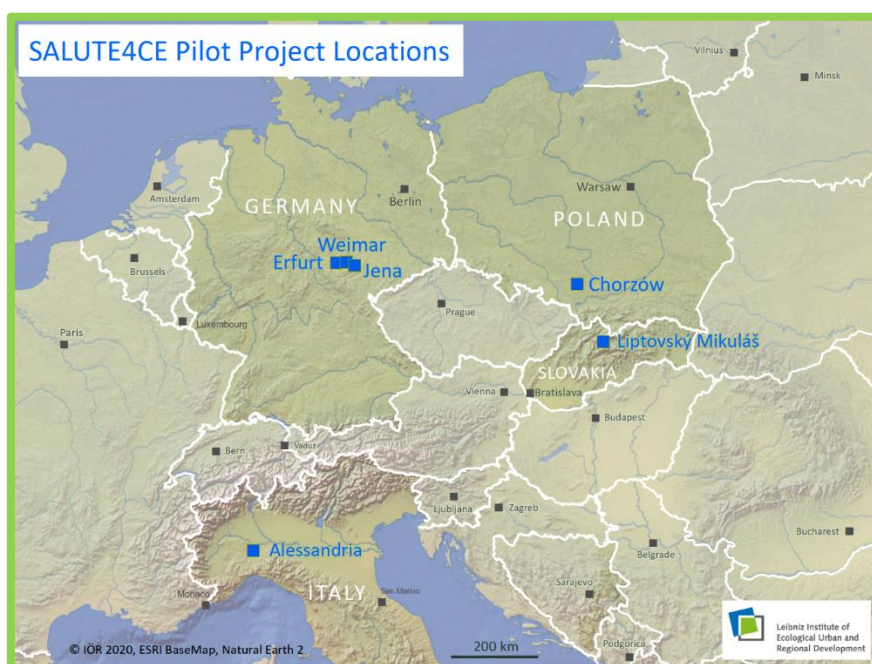 SALUTE4CE Pilot Project Locations
Vilnius
Minsk
Amsterdam
GERMANY
Berlin
Warsaw
POLAND
Weimar
Erfurt
Jena
Brussels
Chorzów
Prague
Luxembourg
Paris
Liptovský Mikuláš
SLOVAKIA
Vienna
Bratislava
Budapest
Bern
Vaduz
Ljubljana
Zagreb
Bucharest
Belgrade
Alessandria
Monaco
ITALY
San Marino
Sarajevo
Podgorica
200 km
© IÖR 2020, ESRI BaseMap, Natural Earth 2
Leibniz Institute of
Ecological Urban and
Regional Development